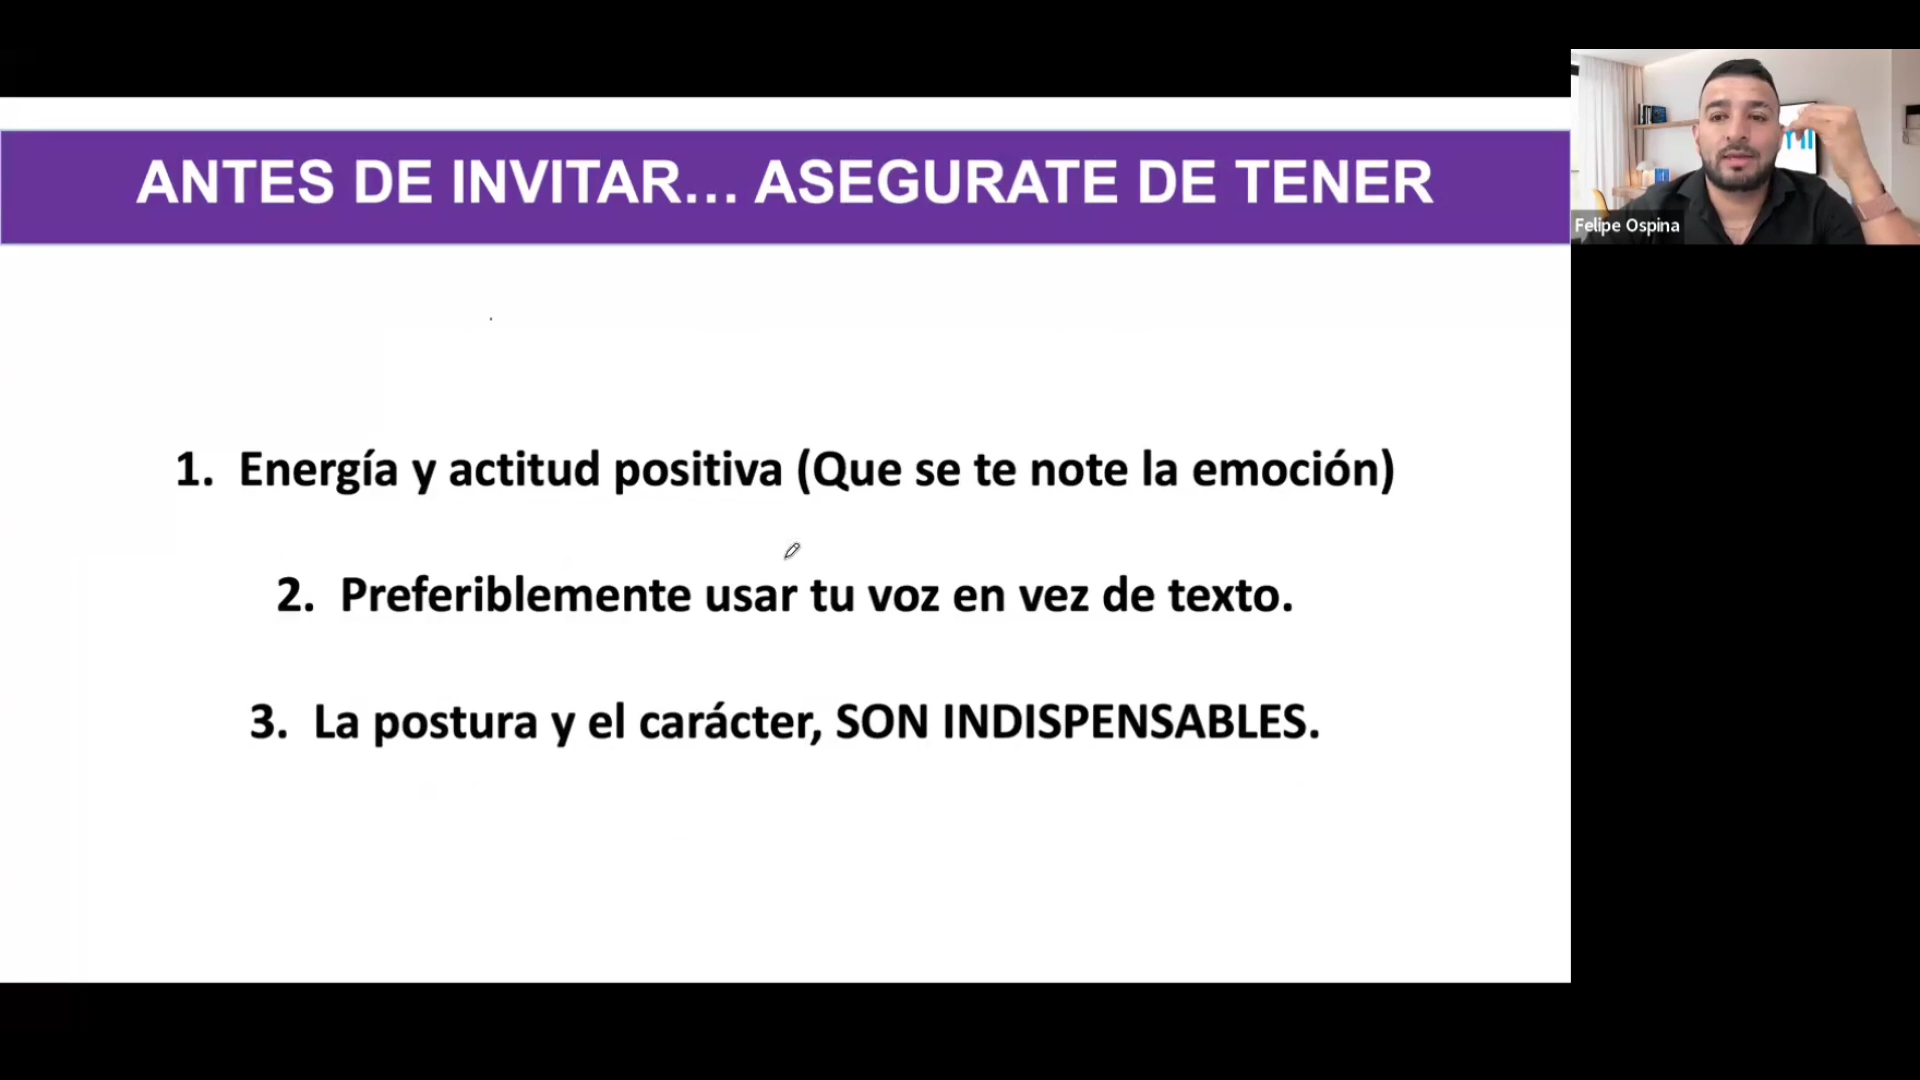 ANTES DE INVITAR... ASEGURATE DE TENER
Felipe Ospina
1. Energía y actitud positiva (Que se te note la emoción)
2. Preferiblemente usar tu voz en vez de texto.
3. La postura y el carácter, SON INDISPENSABLES.